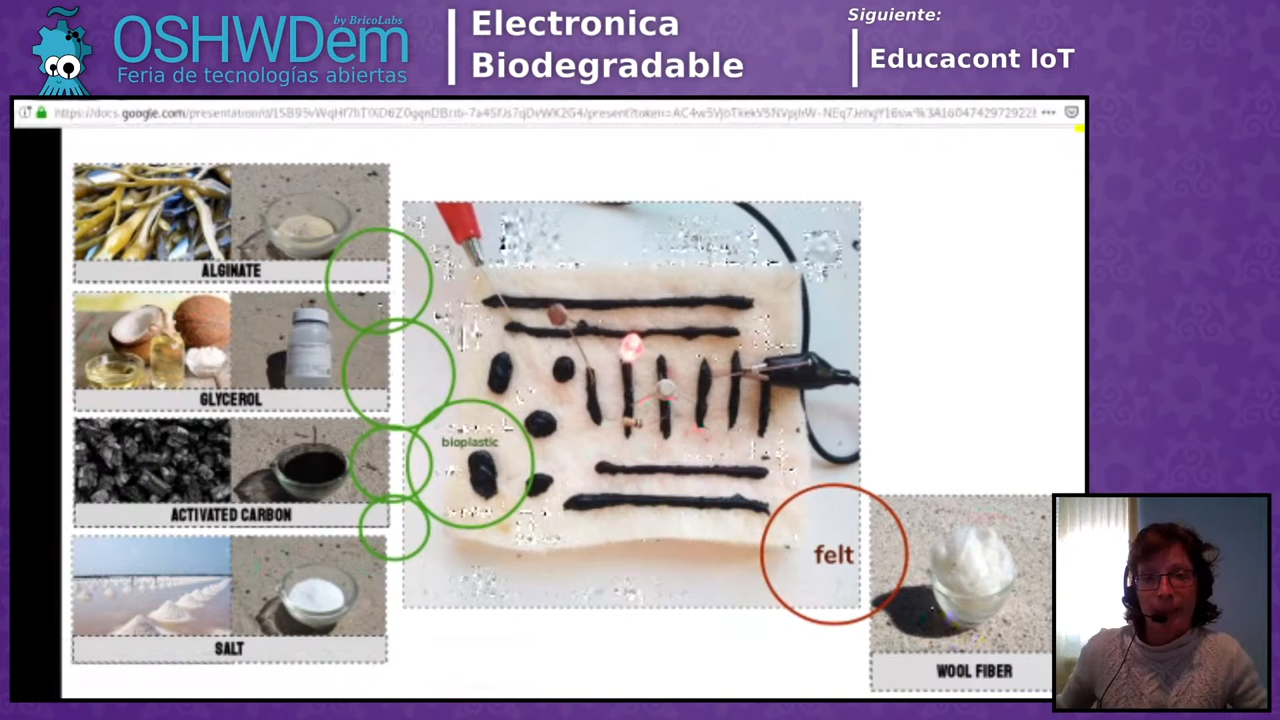 by BricoLabs
OSHWDem
Feria de tecnologías abiertas
Electronica
Biodegradable
Siguiente:
Educacont IoT
ALGINATE
GLYCEROL
ACTIVATED CARBON
SALT
bioplastic
felt
WOOL FIBER